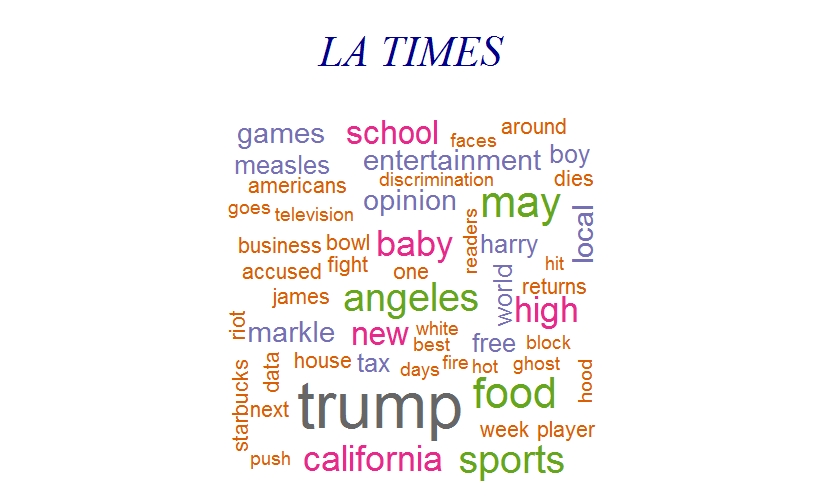 LA TIMES
games school faces around
measles entertainment boy
americans discrimination dies
goes television opinion may
readers local
business bowl baby harry
accused fight one hit
world returns
james angeles high
riot markle new white
best free block
house tax days fire hot ghost
starbucks data hood
next trump food
week player
push california sports